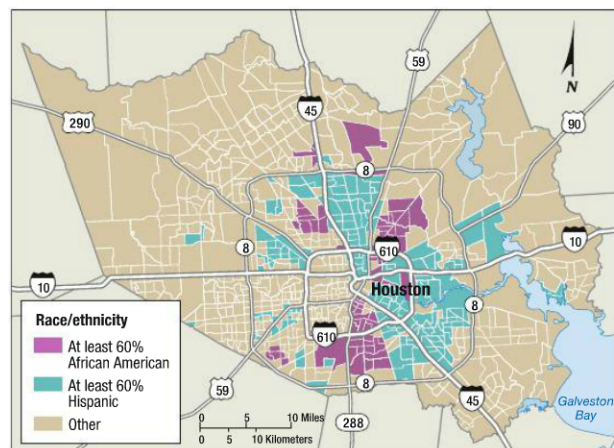 59
45
N
290
90
8
8
610
10
10
Houston
8
Race/ethnicity
At least 60%
African American
At least 60%
Hispanic
Other
610
59
8
45
Galveston
Bay
0 5 10 Miles
288
0 5 10 Kilometers